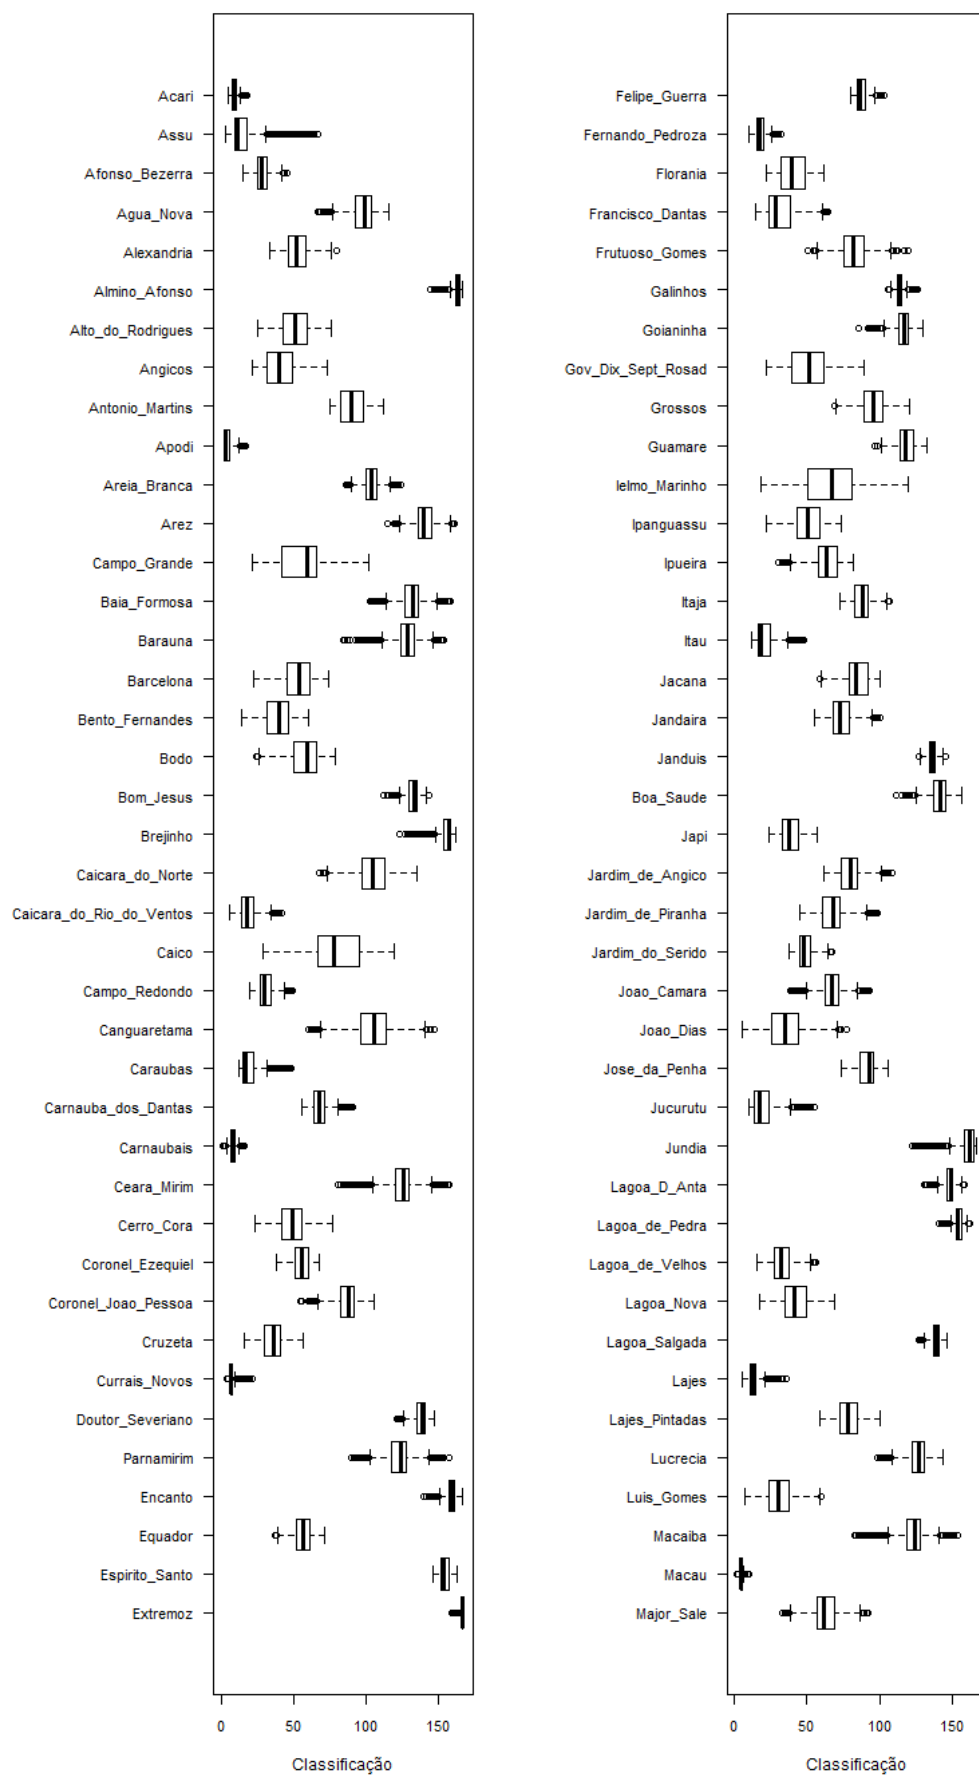 Acari
Assu
Afonso_Bezerra
Agua_Nova
Alexandria
Almino_Afonso
Alto_do_Rodrigues
Angicos
Antonio_Martins
Apodi
Areia_Branca
Arez
Campo_Grande
Baia_Formosa
Barauna
Barcelona
Bento_Fernandes
Bodo
Bom_Jesus
Brejinho
Caicara_do_Norte
Caicara_do_Rio_do_Ventos
Caico
Campo_Redondo
Canguaretama
Caraubas
Carnauba_dos_Dantas
Carnaubais
Ceara_Mirim
Cerro_Cora
Coronel_Ezequiel
Coronel_Joao_Pessoa
Cruzeta
Currais_Novos
Doutor_Severiano
Parnamirim
Encanto
Equador
Espirito_Santo
Extremoz
0 50 100 150
Classificação
Felipe_Guerra
Fernando_Pedroza
Florania
Francisco_Dantas
Frutuoso_Gomes
Galinhos
Goianinha
Gov_Dix_Sept_Rosad
Grossos
Guamare
Ielmo_Marinho
Ipanguassu
Ipueira
Itaja
Itau
Jacana
Jandaira
Janduis
Boa_Saude
Japi
Jardim_de_Angico
Jardim_de_Piranha
Jardim_do_Serido
Joao_Camara
Joao_Dias
Jose_da_Penha
Jucurutu
Jundia
Lagoa_D_Anta
Lagoa_de_Pedra
Lagoa_de_Velhos
Lagoa_Nova
Lagoa_Salgada
Lajes
Lajes_Pintadas
Lucrecia
Luis_Gomes
Macaiba
Macau
Major_Sale
0 50 100 150
Classificação